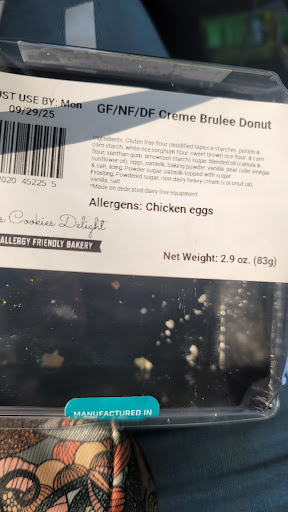 UST USE BY: Mon
09/29/25
GF/NF/DF Creme Brulee Donut
Ingredients: Gluten free flour (modified tapioca starches, potato &
corn starch, white rice sorghum flour, sweet brown rice flour, & corn
flour, xanthan gum, arrowroot starch) sugar, blended oil (canola &
sunflower oil), eggs, oatmilk, baking powder, vanilla, pear cider vinegar
& salt. Icing: Powder sugar, oatmilk-topped with sugar
Frosting: Powdered sugar, non-dairy heavy cream (coconut oil),
vanilla, salt.
*Made on dedicated dairy free equipment
2020 45225 5
Allergens: Chicken eggs
s Cookies Delight
ALLERGY FRIENDLY BAKERY
Net Weight: 2.9 oz. (83g)
MANUFACTURED IN